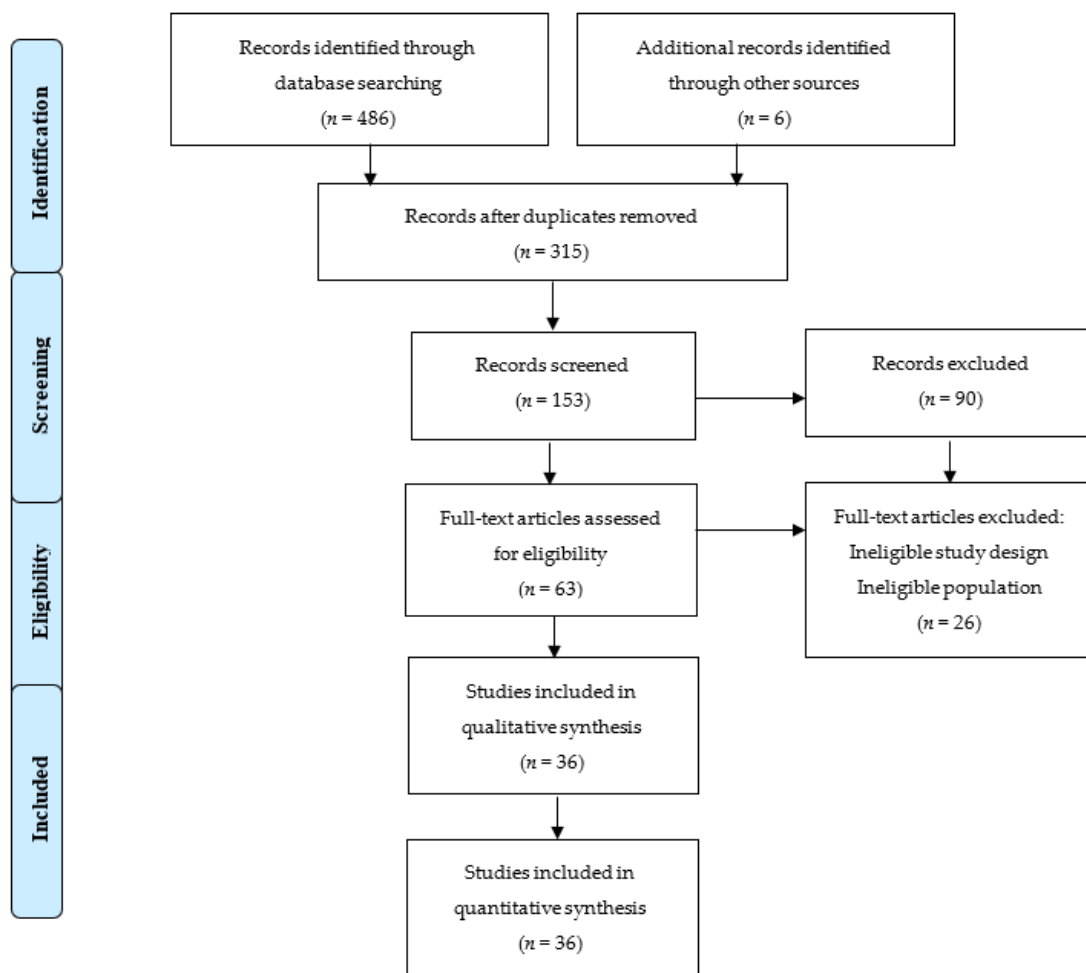 Identification
Records identified through
database searching
(n = 486)
Additional records identified
through other sources
(n = 6)
Records after duplicates removed
(n = 315)
Screening
Records screened
(n = 153)
Records excluded
(n = 90)
Eligibility
Full-text articles assessed
for eligibility
(n = 63)
Full-text articles excluded:
Ineligible study design
Ineligible population
(n = 26)
Included
Studies included in
qualitative synthesis
(n = 36)
Studies included in
quantitative synthesis
(n = 36)